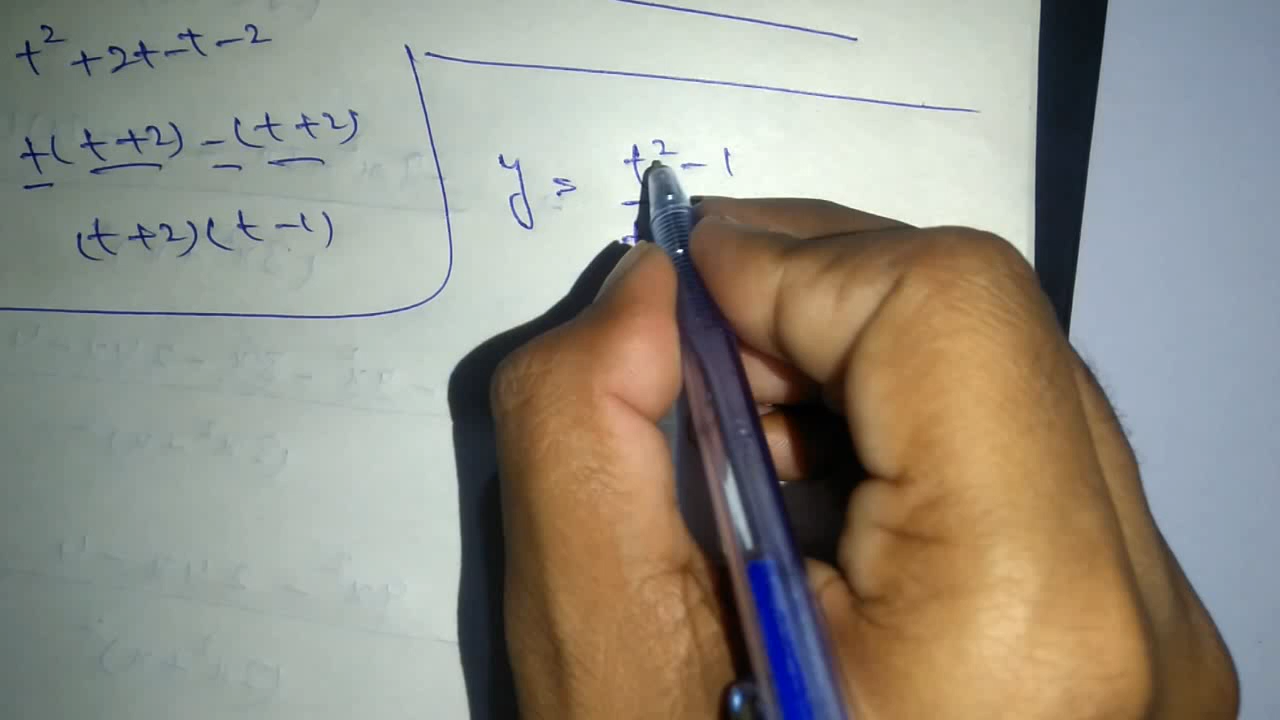 t² + 2t - t - 2
t(t+2) - (t+2)
(t+2)(t-1)
y = t² - 1